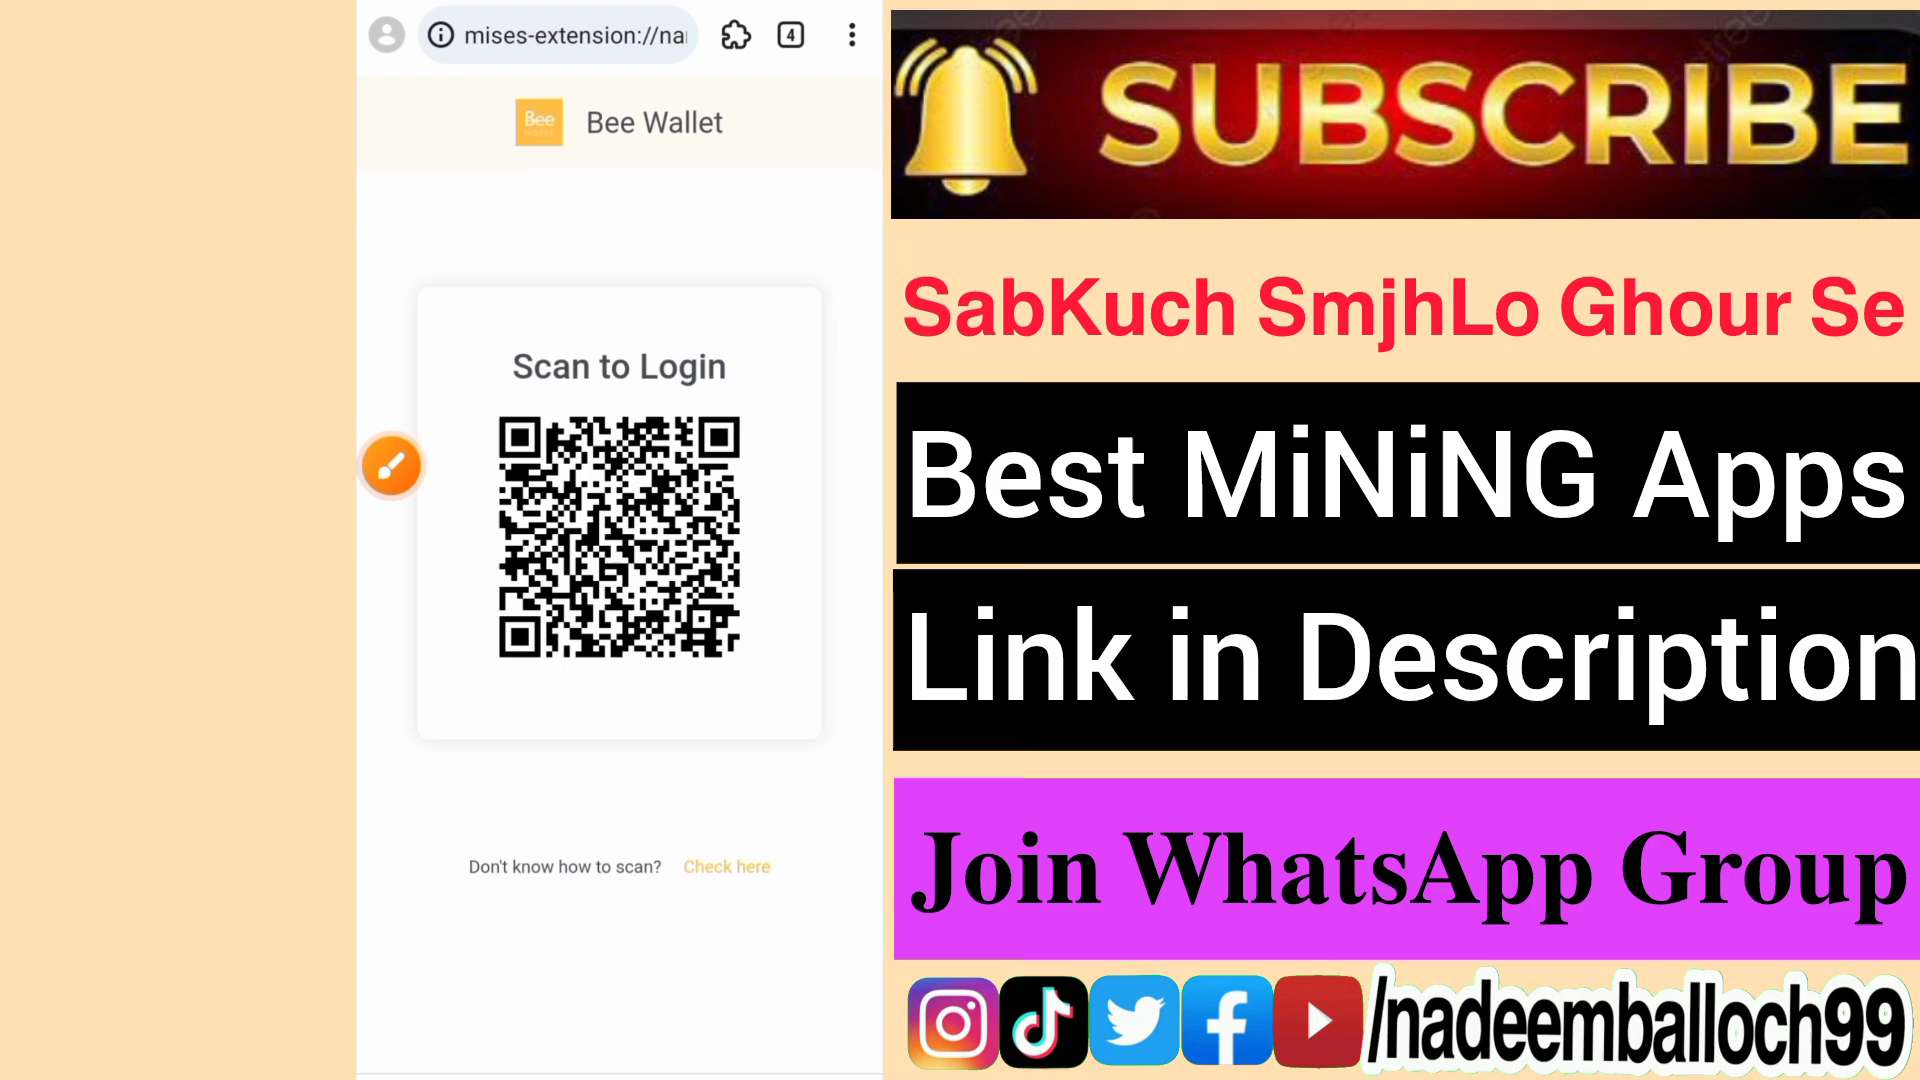 mises-extension://na
4
Bee
Bee Wallet
Scan to Login
Don't know how to scan? Check here
SUBSCRIBE
SabKuch SmjhLo Ghour Se
Best MiNiNG Apps
Link in Description
Join WhatsApp Group
/nadeemballoch99